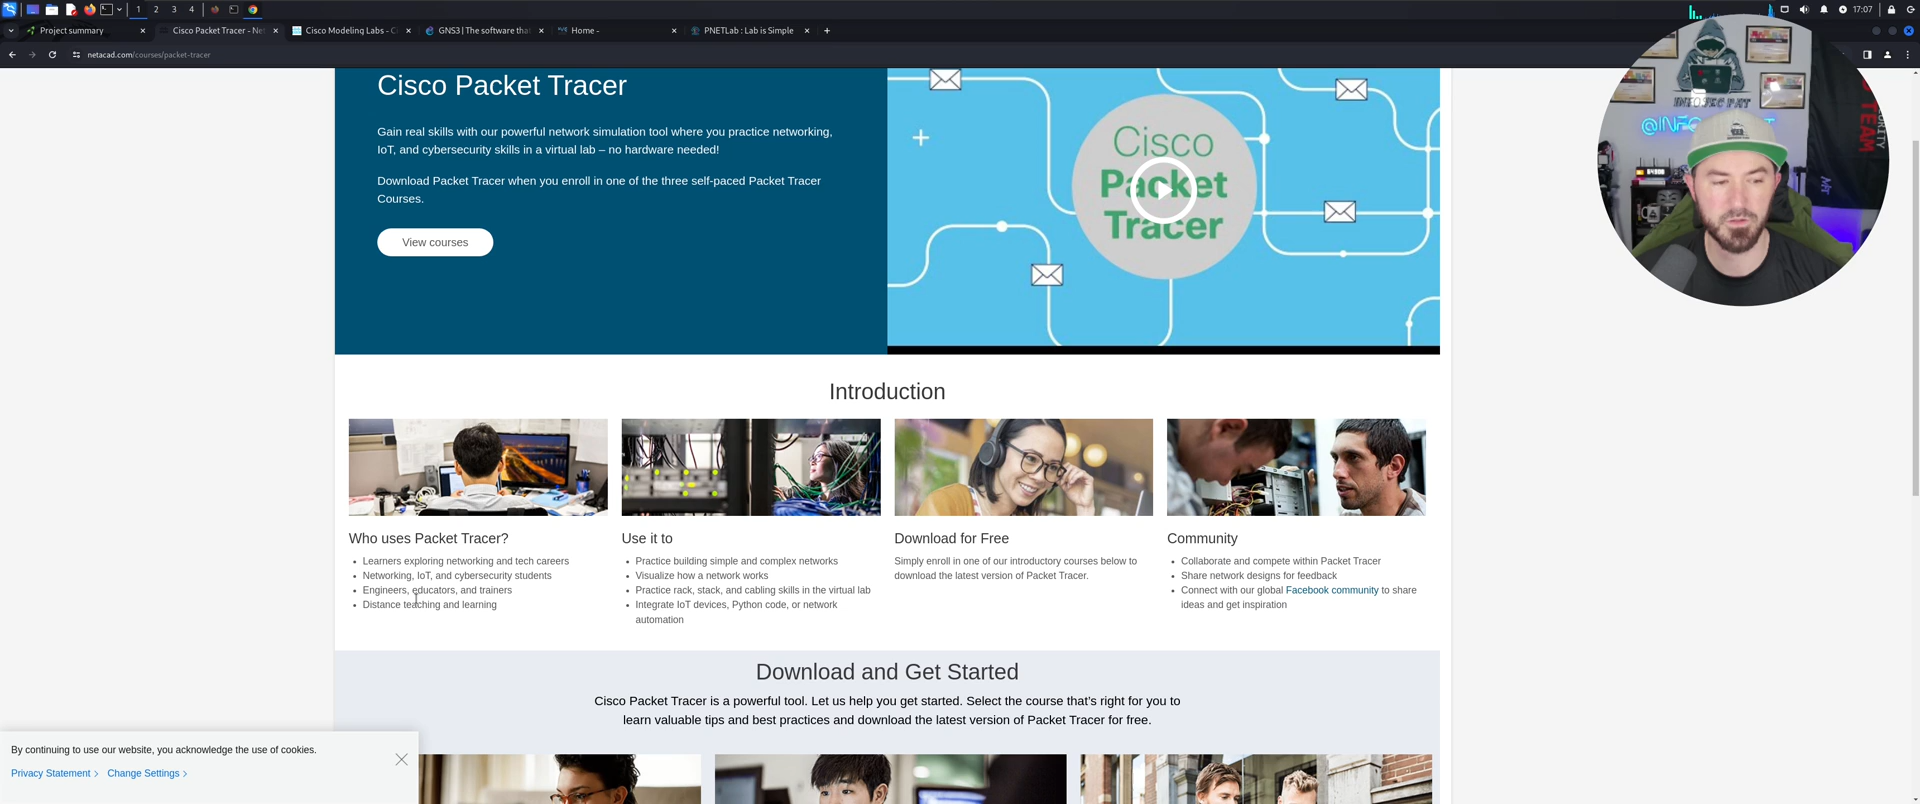 1 2 3 4
17:07
Project summary
Cisco Packet Tracer - Net
Cisco Modeling Labs - C
GNS3 | The software that
Home -
PNETLab : Lab is Simple
netacad.com/courses/packet-tracer
INFOSEC PAT
TEAM
Cisco Packet Tracer
Gain real skills with our powerful network simulation tool where you practice networking,
IoT, and cybersecurity skills in a virtual lab – no hardware needed!
Download Packet Tracer when you enroll in one of the three self-paced Packet Tracer
Courses.
View courses
Cisco
Packet
Tracer
Introduction
Who uses Packet Tracer?
Learners exploring networking and tech careers
Networking, IoT, and cybersecurity students
Engineers, educators, and trainers
Distance teaching and learning
Use it to
Practice building simple and complex networks
Visualize how a network works
Practice rack, stack, and cabling skills in the virtual lab
Integrate IoT devices, Python code, or network
automation
Download for Free
Simply enroll in one of our introductory courses below to
download the latest version of Packet Tracer.
Community
Collaborate and compete within Packet Tracer
Share network designs for feedback
Connect with our global Facebook community to share
ideas and get inspiration
Download and Get Started
Cisco Packet Tracer is a powerful tool. Let us help you get started. Select the course that's right for you to
learn valuable tips and best practices and download the latest version of Packet Tracer for free.
By continuing to use our website, you acknowledge the use of cookies.
Privacy Statement
Change Settings